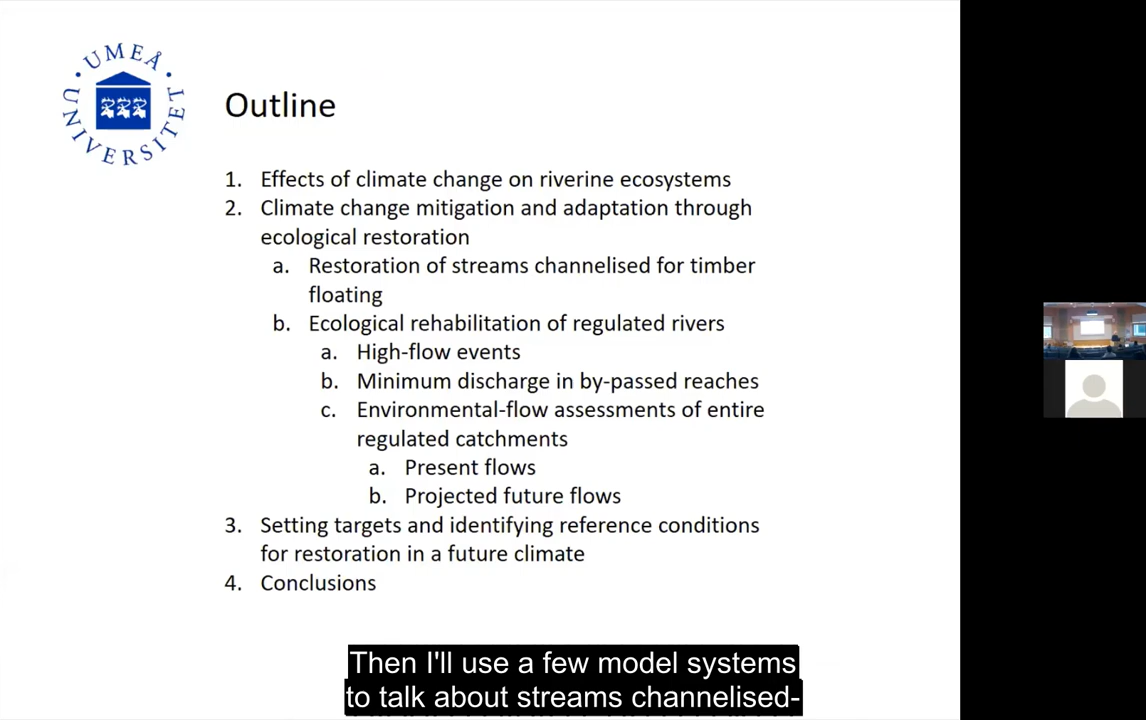 UMEÅ
UNIVERSITET
Outline
1. Effects of climate change on riverine ecosystems
2. Climate change mitigation and adaptation through
ecological restoration
a. Restoration of streams channelised for timber
floating
b. Ecological rehabilitation of regulated rivers
a. High-flow events
b. Minimum discharge in by-passed reaches
c. Environmental-flow assessments of entire
regulated catchments
a. Present flows
b. Projected future flows
3. Setting targets and identifying reference conditions
for restoration in a future climate
4. Conclusions
Then I'll use a few model systems
to talk about streams channelised-